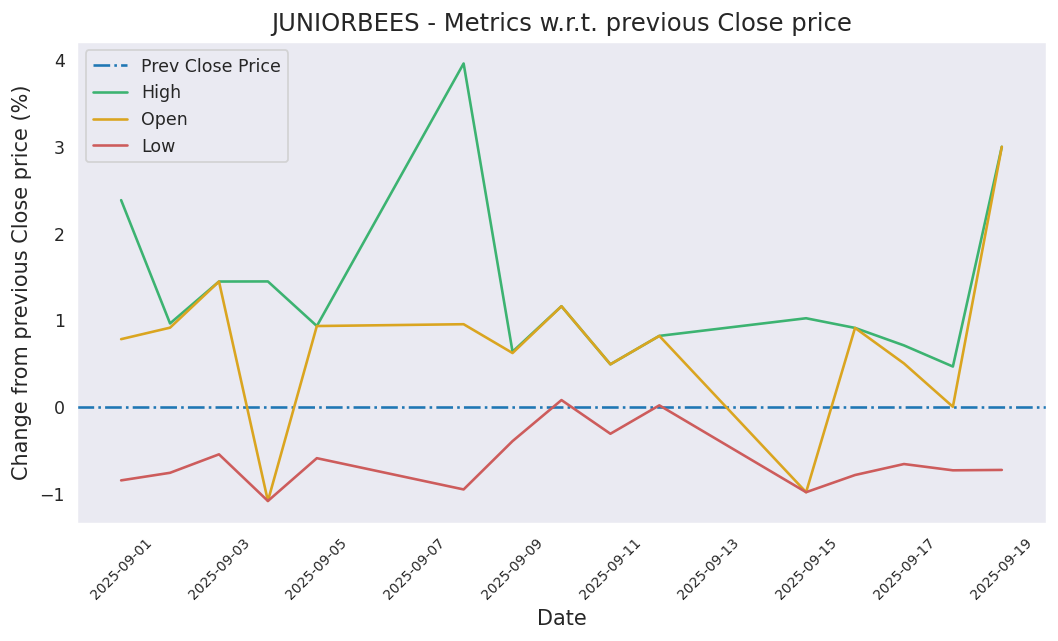 JUNIORBEES - Metrics w.r.t. previous Close price
Prev Close Price
High
Open
Low
Change from previous Close price (%)
4
3
2
1
0
−1
2025-09-01
2025-09-03
2025-09-05
2025-09-07
2025-09-09
2025-09-11
2025-09-13
2025-09-15
2025-09-17
2025-09-19
Date